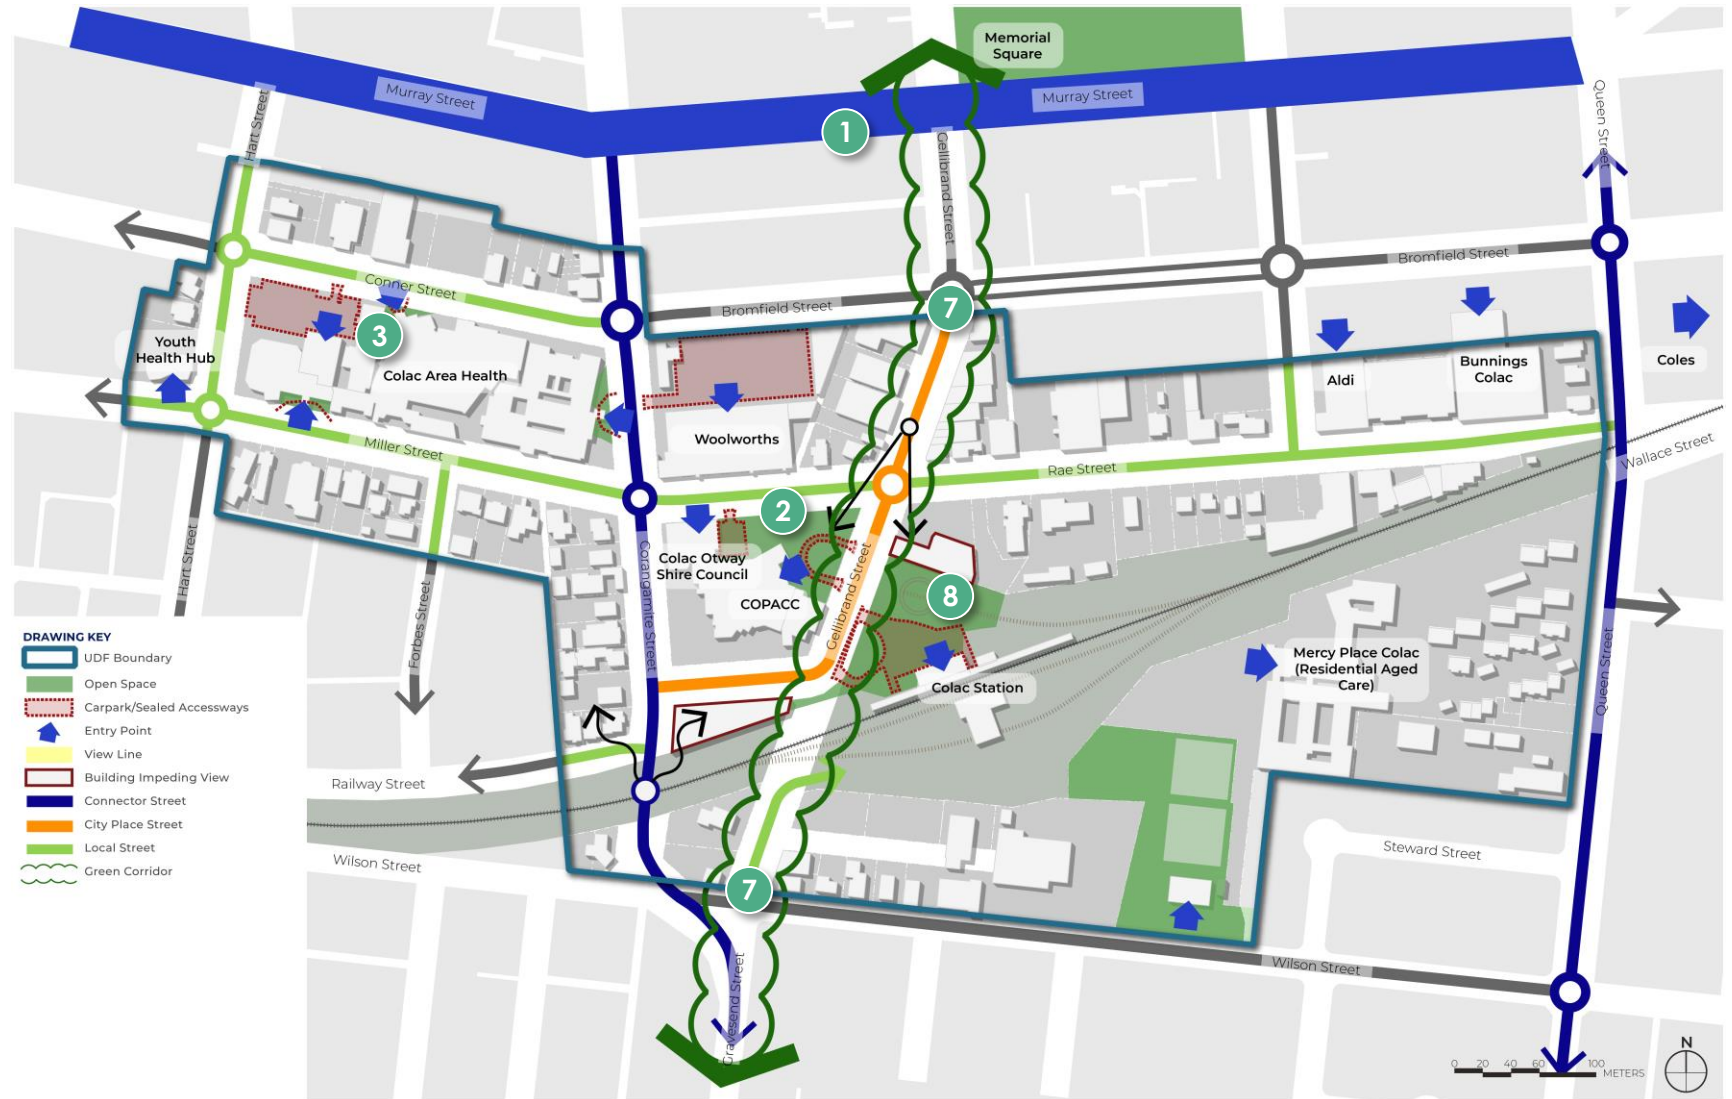 Memorial
Square
Murray Street
Murray Street
1
Hart Street
Queen Street
Gellibrand Street
Conner Street
Bromfield Street
Bromfield Street
7
3
Youth
Health Hub
Colac Area Health
Aldi
Bunnings
Colac
Coles
Woolworths
Miller Street
Rae Street
Wallace Street
2
Colac Otway
Shire Council
COPACC
Corangamite Street
Gellibrand Street
8
Hart Street
Forbes Street
Mercy Place Colac
(Residential Aged
Care)
Colac Station
Queen Street
DRAWING KEY
UDF Boundary
Open Space
Carpark/Sealed Accessways
Entry Point
View Line
Building Impeding View
Connector Street
City Place Street
Local Street
Green Corridor
Railway Street
Wilson Street
Steward Street
7
Wilson Street
Gravesend Street
0 20 40 60 100
METERS
N